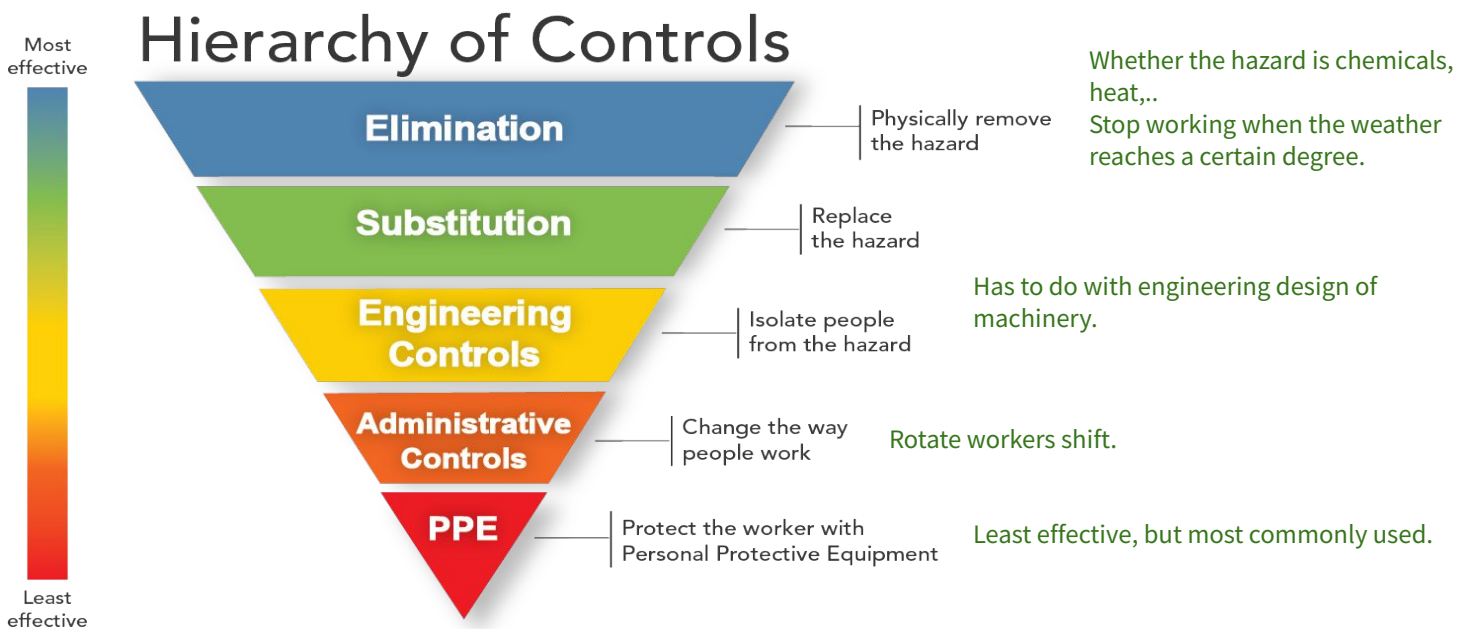 Hierarchy of Controls
Most
effective
Elimination
Physically remove
the hazard
Whether the hazard is chemicals,
heat,..
Stop working when the weather
reaches a certain degree.
Substitution
Replace
the hazard
Engineering
Controls
Isolate people
from the hazard
Has to do with engineering design of
machinery.
Administrative
Controls
Change the way
people work
Rotate workers shift.
PPE
Protect the worker with
Personal Protective Equipment
Least effective, but most commonly used.
Least
effective